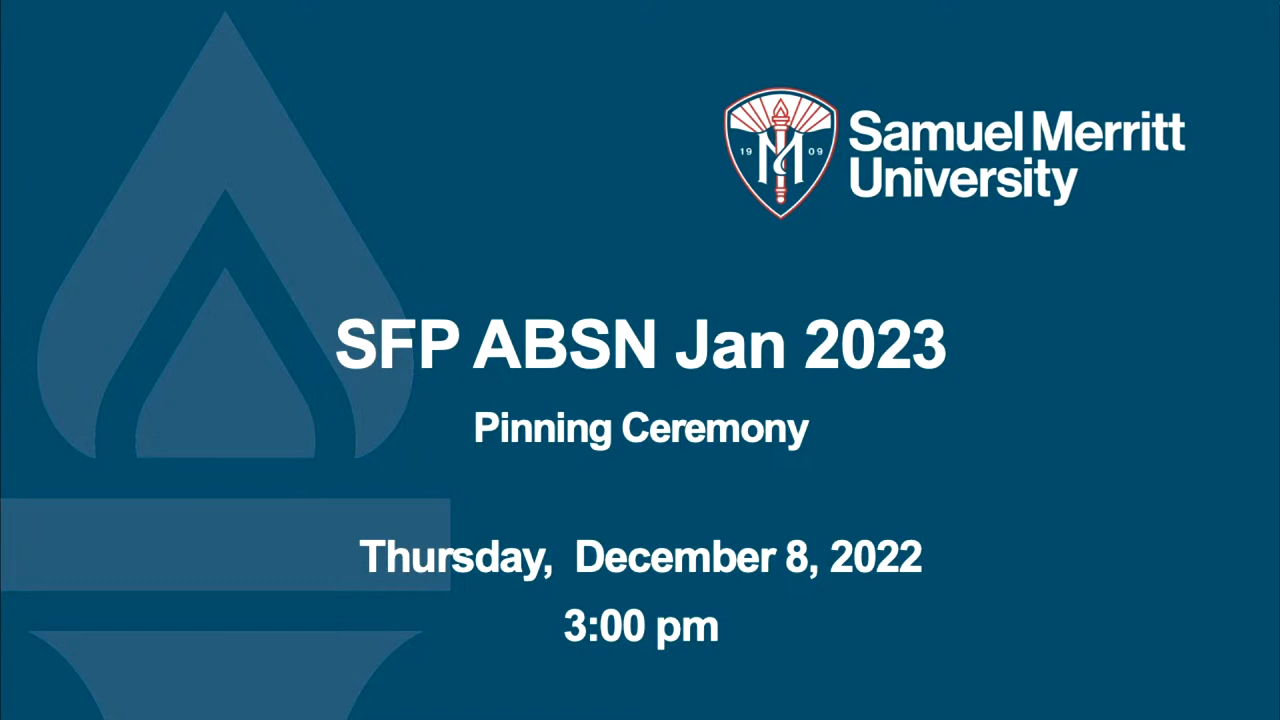 Samuel Merritt
University
19 M 09
SFP ABSN Jan 2023
Pinning Ceremony
Thursday, December 8, 2022
3:00 pm